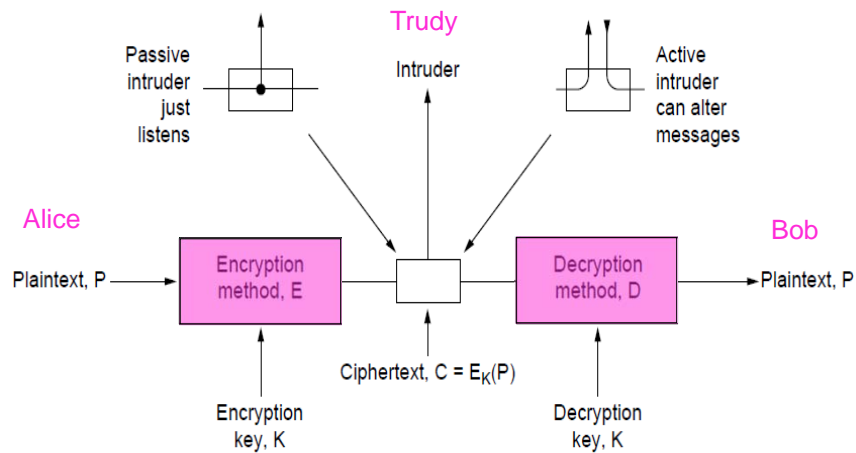 Trudy
Passive
intruder
just
listens
Intruder
Active
intruder
can alter
messages
Alice
Bob
Plaintext, P
Encryption
method, E
Decryption
method, D
Plaintext, P
Ciphertext, C = E_K(P)
Encryption
key, K
Decryption
key, K